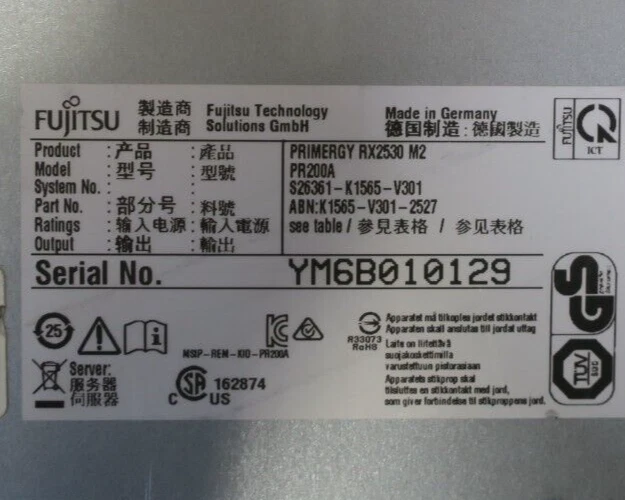 FUJITSU 製造商 Fujitsu Technology Made in Germany
制造商 Solutions GmbH 德国制造：德國製造
FUJITSU
ICT
Product : 产品 : 產品 PRIMERGY RX2530 M2
Model : 型号 : 型號 PR200A
System No. : : S26361-K1565-V301
Part No. : 部分号 : 料號 ABN:K1565-V301-2527
Ratings : 输入电源 : 輸入電源 see table / 參見表格 / 参见表格
Output : 输出 : 輸出
Serial No. YM6B010129
25
MSIP-REM-KIO-PR200A
R33073
RoHS
Apparatet må tilkoples jordet stikkontakt
Apparaten skall anslutas till jordat uttag
Laite on liitettävä
suojakoskettimilla
varustettuun pistorasiaan
Apparatets stikprop skal
tilsluttes en stikkontakt med jord,
som giver forbindelse til stikproppens jord.
Server:
服务器
伺服器
C SA US 162874
GS
TÜV
SÜD